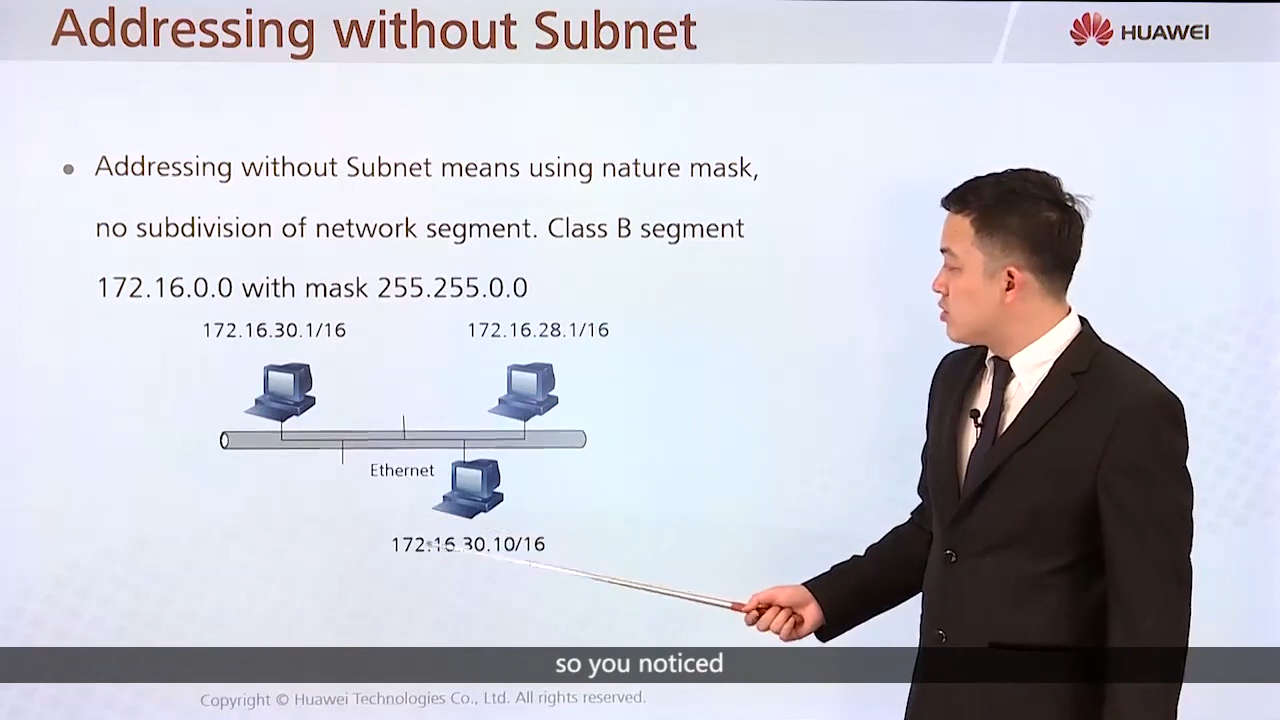 Addressing without Subnet
HUAWEI
Addressing without Subnet means using nature mask,
no subdivision of network segment. Class B segment
172.16.0.0 with mask 255.255.0.0
172.16.30.1/16
172.16.28.1/16
Ethernet
172.16.30.10/16
so you noticed
Copyright © Huawei Technologies Co., Ltd. All rights reserved.